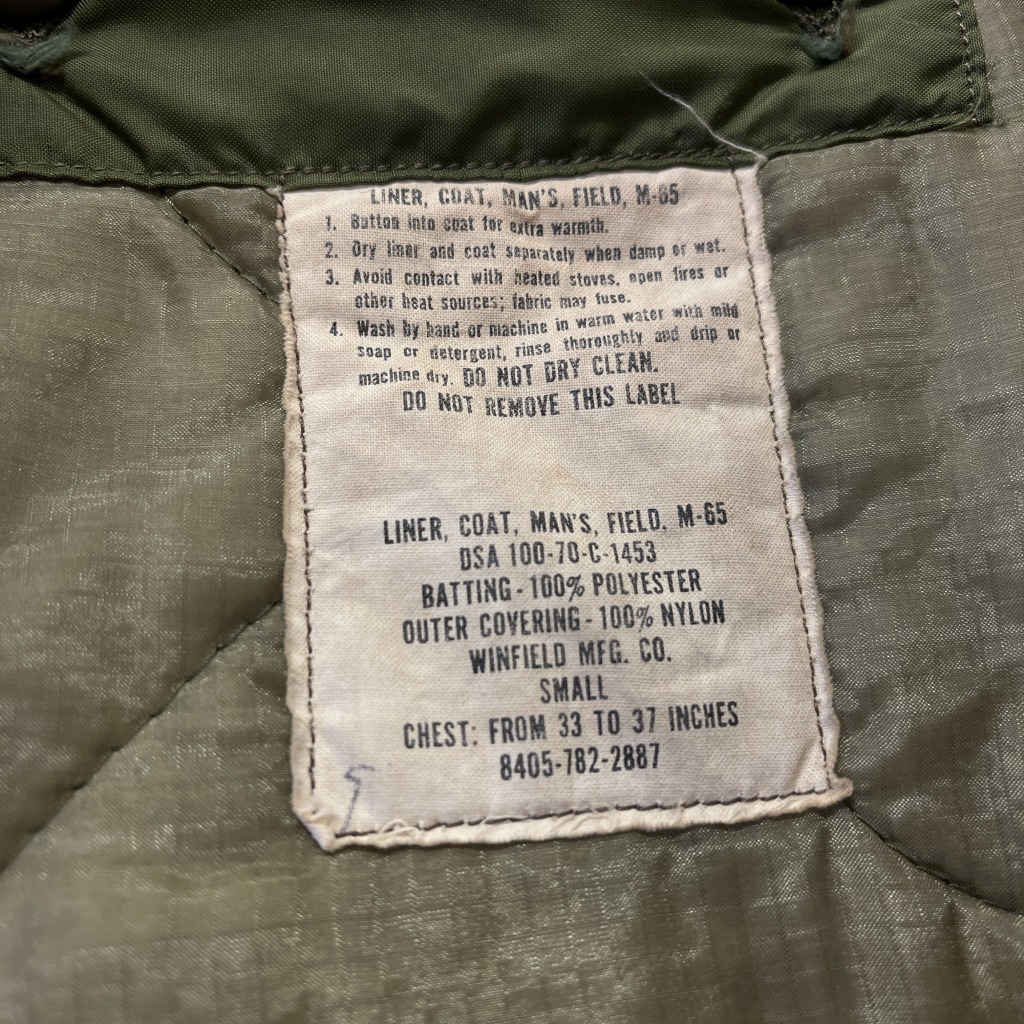 LINER, COAT, MAN'S, FIELD, M-65
1. Button into coat for extra warmth.
2. Dry liner and coat separately when damp or wet.
3. Avoid contact with heated stoves, open fires or
other heat sources; fabric may fuse.
4. Wash by hand or machine in warm water with mild
soap or detergent, rinse thoroughly and drip or
machine dry. DO NOT DRY CLEAN.
DO NOT REMOVE THIS LABEL
LINER, COAT, MAN'S, FIELD. M-65
DSA 100-70-C-1453
BATTING - 100% POLYESTER
OUTER COVERING - 100% NYLON
WINFIELD MFG. CO.
SMALL
CHEST: FROM 33 TO 37 INCHES
8405-782-2887